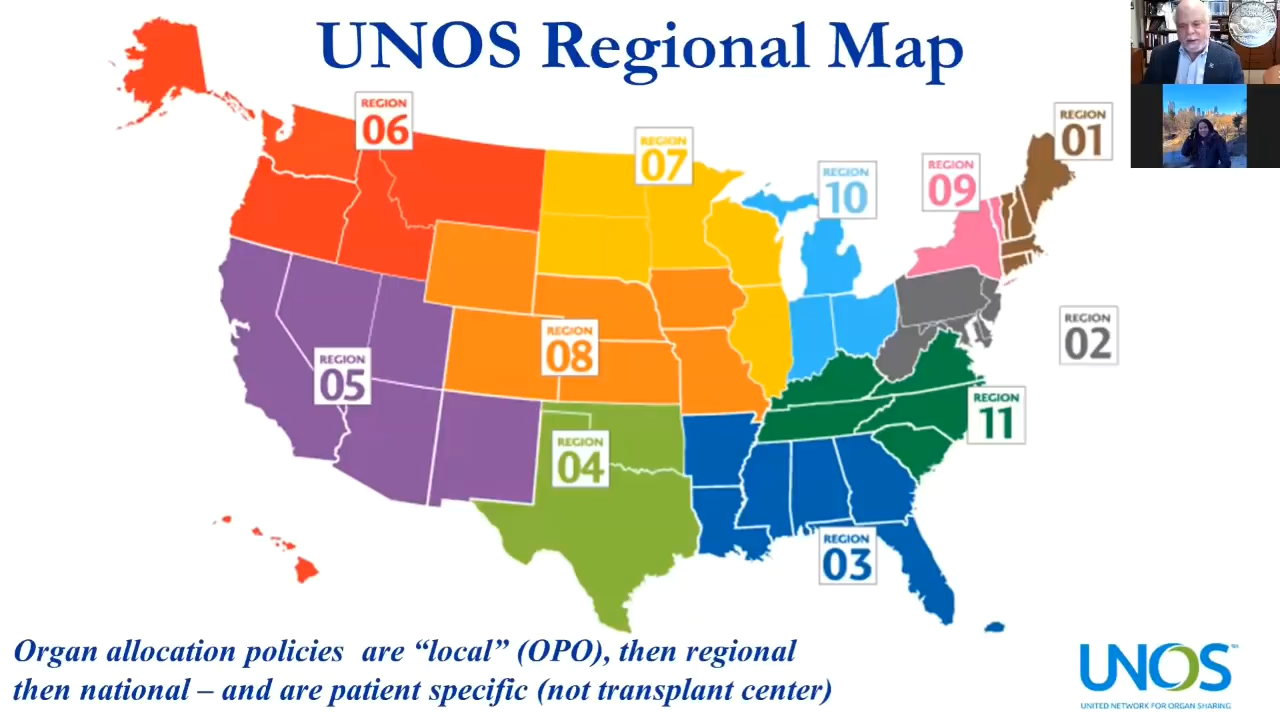 UNOS Regional Map
REGION
06
REGION
07
REGION
10
REGION
09
REGION
01
REGION
02
REGION
05
REGION
08
REGION
04
REGION
11
REGION
03
Organ allocation policies are “local” (OPO), then regional
then national – and are patient specific (not transplant center)
UNOS
UNITED NETWORK FOR ORGAN SHARING